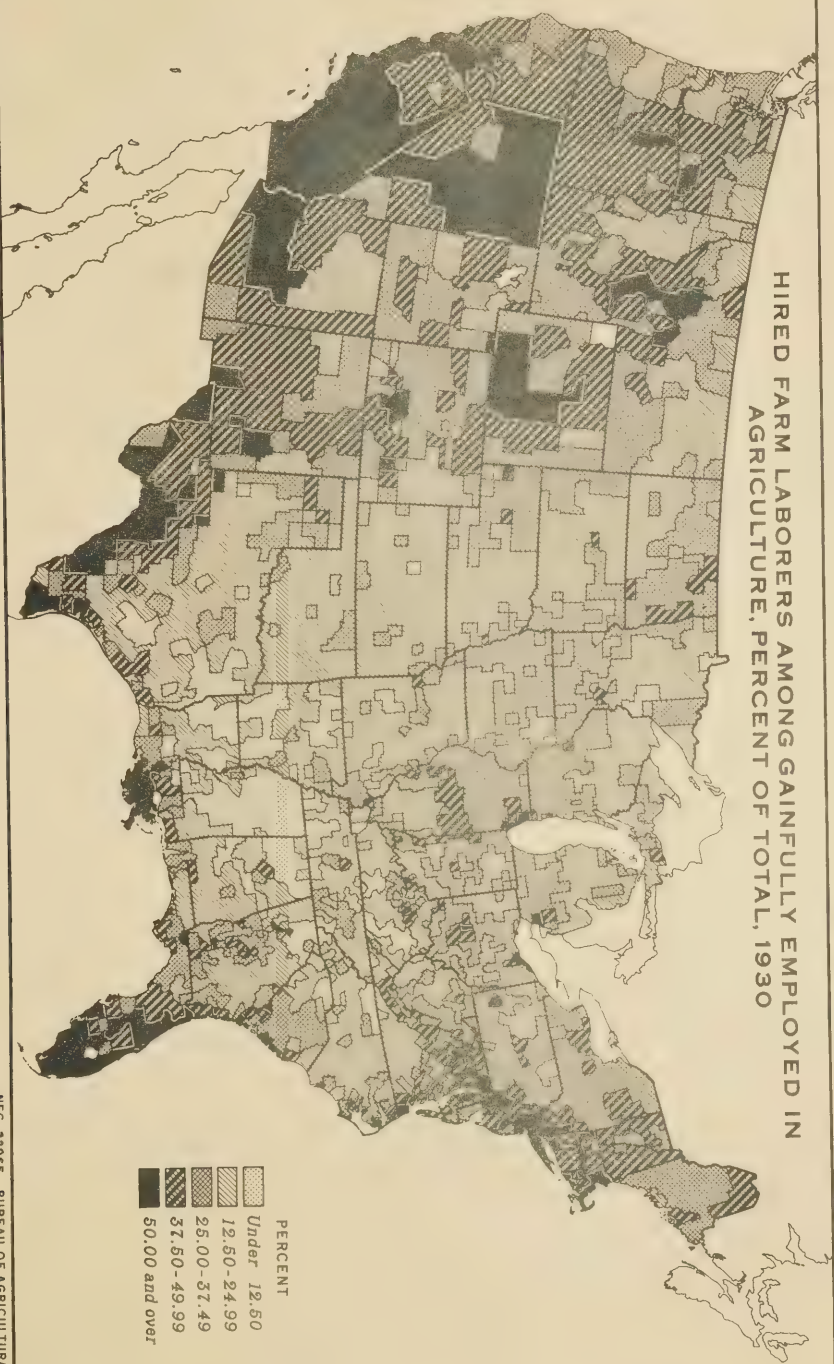 HIRED FARM LABORERS AMONG GAINFULLY EMPLOYED IN
AGRICULTURE, PERCENT OF TOTAL, 1930
PERCENT
Under 12.50
12.50-24.99
25.00-37.49
37.50-49.99
50.00 and over
BUREAU OF